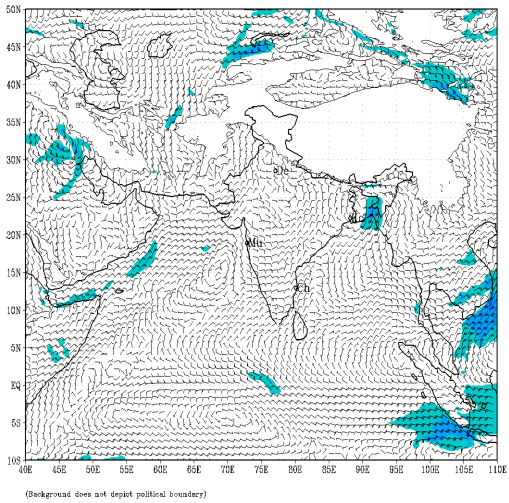 50N
45N
40N
35N
30N
De
25N
20N
Mu
15N
Ch
10N
5N
EQ
5S
10S
40E 45E 50E 55E 60E 65E 70E 75E 80E 85E 90E 95E 100E 105E 110E
(Background does not depict political boundary)